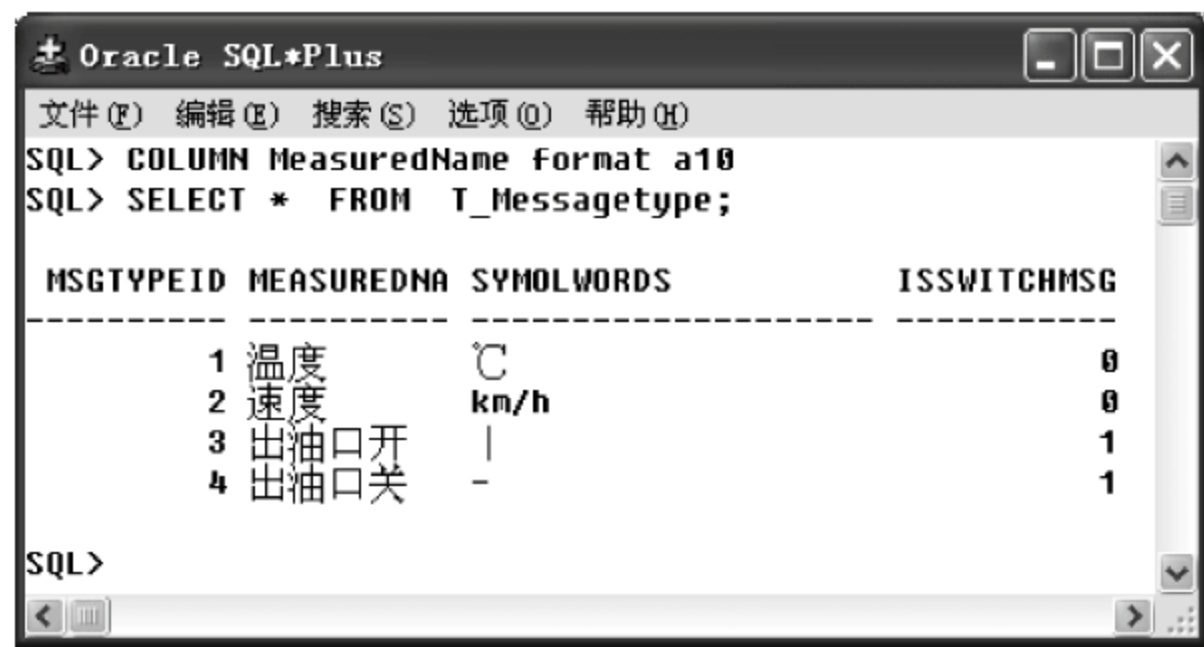 Oracle SQL*Plus
文件(F) 编辑(E) 搜索(S) 选项(O) 帮助(H)
SQL> COLUMN MeasuredName format a10
SQL> SELECT * FROM T_Messagetype;
MSGTYPEID MEASUREDNA SYMOLWORDS ISSWITCHMSG
---------- ---------- -------------------- -----------
1 温度 ℃ 0
2 速度 km/h 0
3 出油口开 | 1
4 出油口关 - 1
SQL>